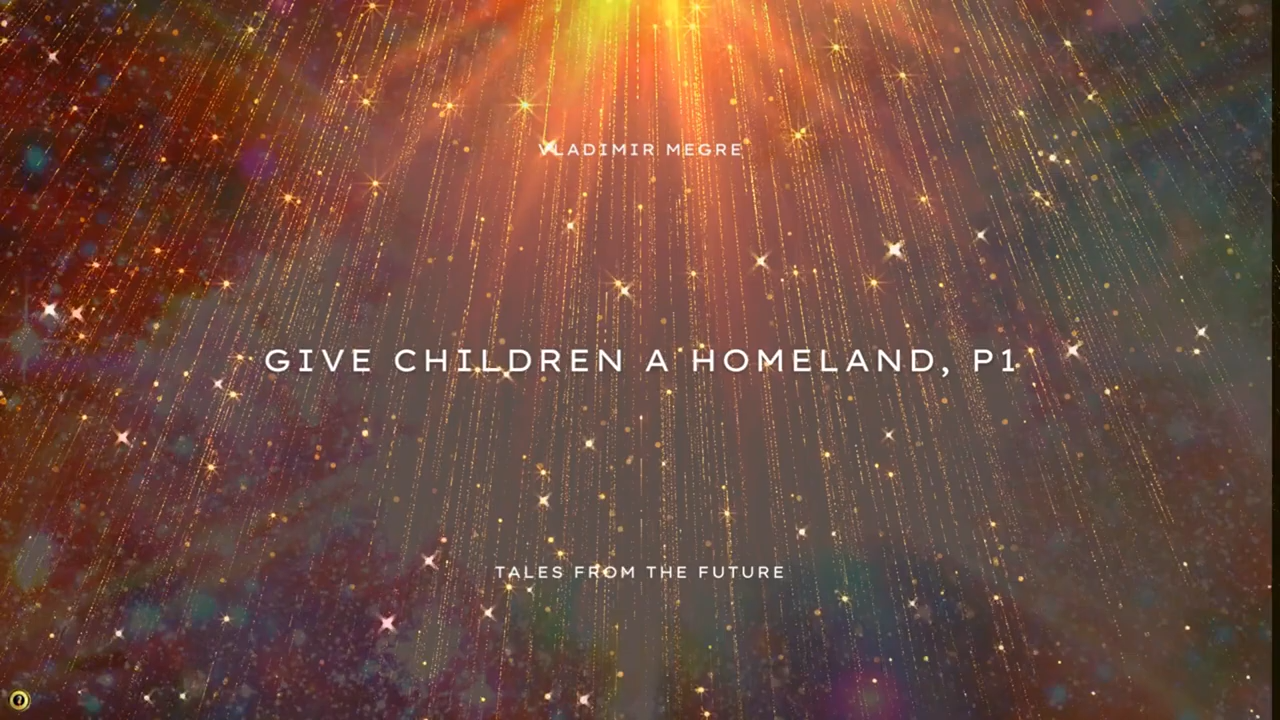 VLADIMIR MEGRE
GIVE CHILDREN A HOMELAND, P1
TALES FROM THE FUTURE